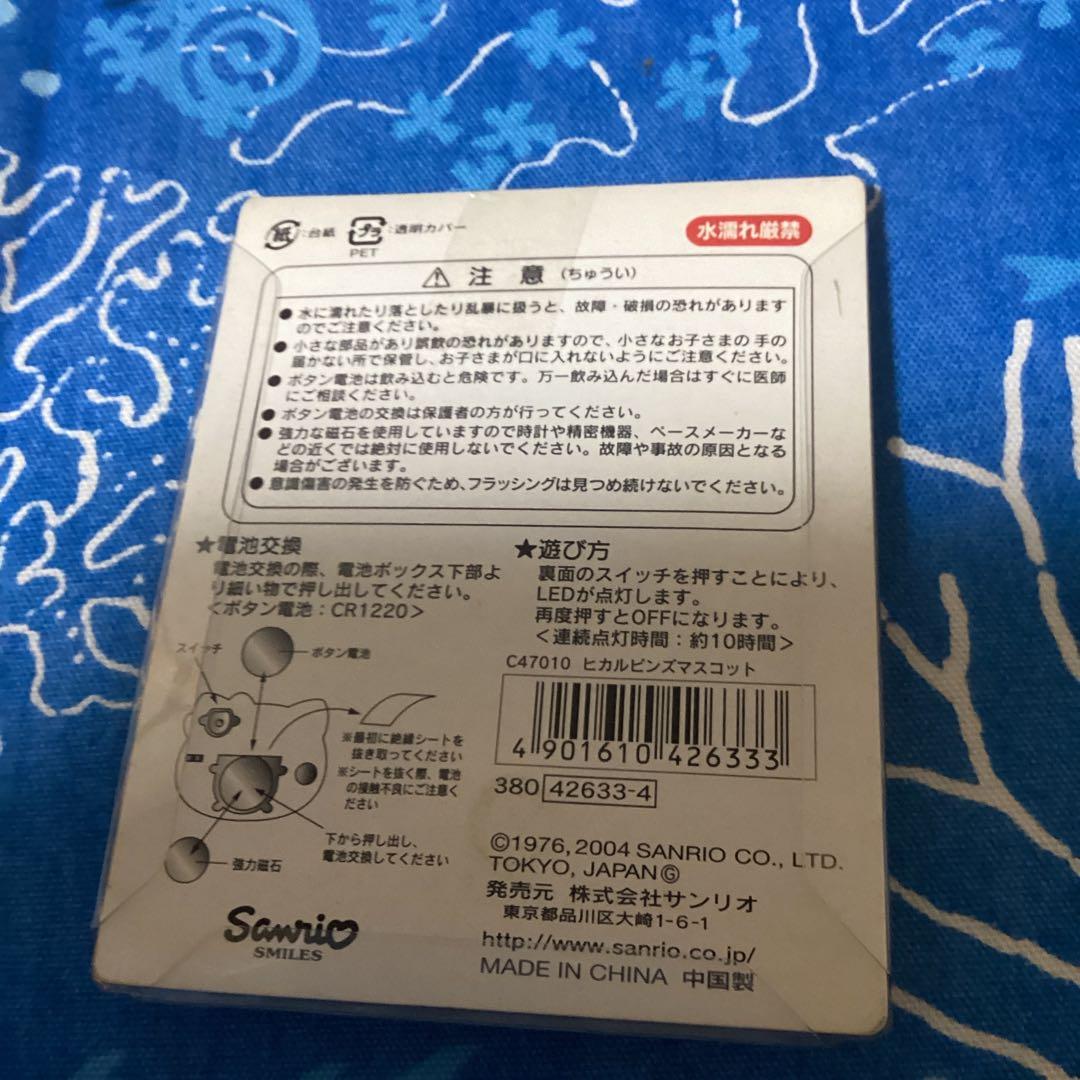 紙:台紙 プラ:透明カバー
PET
水濡れ厳禁
注 意 (ちゅうい)
● 水に濡れたり落としたり乱暴に扱うと、故障・破損の恐れがあります
のでご注意ください。
● 小さな部品があり誤飲の恐れがありますので、小さなお子さまの 手の
届かない所で保管し、お子さまが口に入れないようにご注意ください。
● ボタン電池は飲み込むと危険です。万一飲み込んだ場合はすぐに医師
にご相談ください。
● ボタン電池の交換は保護者の方が行ってください。
● 強力な磁石を使用していますので時計や精密機器、ペースメーカーな
どの近くでは絶対に使用しないでください。故障や事故の原因となる
場合がございます。
● 意識傷害の発生を防ぐため、フラッシングは見つめ続けないでください。
★電池交換
電池交換の際、電池ボックス下部よ
り細い物で押し出してください。
<ボタン電池:CR1220>
スイッチ
ボタン電池
※最初に絶縁シートを
抜き取ってください
※シートを抜く際、電池
の接触不良にご注意く
ださい
下から押し出し、
電池交換してください
強力磁石
★遊び方
裏面のスイッチを押すことにより、
LEDが点灯します。
再度押すとOFFになります。
<連続点灯時間:約10時間>
C47010 ヒカルピンズマスコット
4 901610 426333
380 42633-4
©1976, 2004 SANRIO CO., LTD.
TOKYO, JAPAN Ⓖ
発売元 株式会社サンリオ
東京都品川区大崎1-6-1
http://www.sanrio.co.jp/
MADE IN CHINA 中国製
Sanrio
SMILES